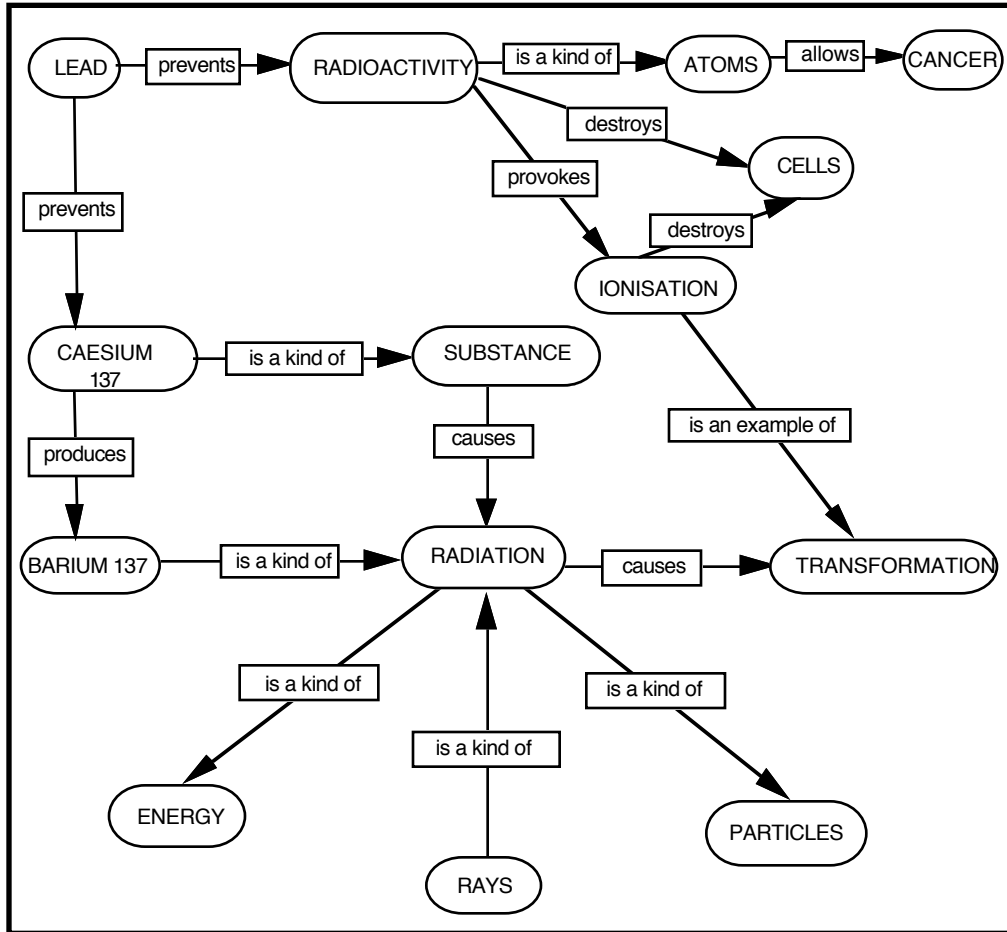 LEAD
prevents
RADIOACTIVITY
is a kind of
ATOMS
allows
CANCER
destroys
CELLS
provokes
prevents
destroys
IONISATION
CAESIUM
137
is a kind of
SUBSTANCE
is an example of
causes
produces
BARIUM 137
is a kind of
RADIATION
causes
TRANSFORMATION
is a kind of
is a kind of
is a kind of
ENERGY
PARTICLES
RAYS